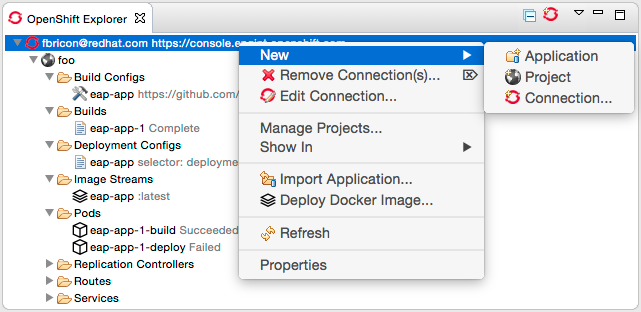 OpenShift Explorer
fbricon@redhat.com https://console.engint.openshift.com
foo
Build Configs
eap-app https://github.com/
Builds
eap-app-1 Complete
Deployment Configs
eap-app selector: deployme
Image Streams
eap-app :latest
Pods
eap-app-1-build Succeeded
eap-app-1-deploy Failed
Replication Controllers
Routes
Services
New
Remove Connection(s)...
Edit Connection...
Manage Projects...
Show In
Import Application...
Deploy Docker Image...
Refresh
Properties
Application
Project
Connection...